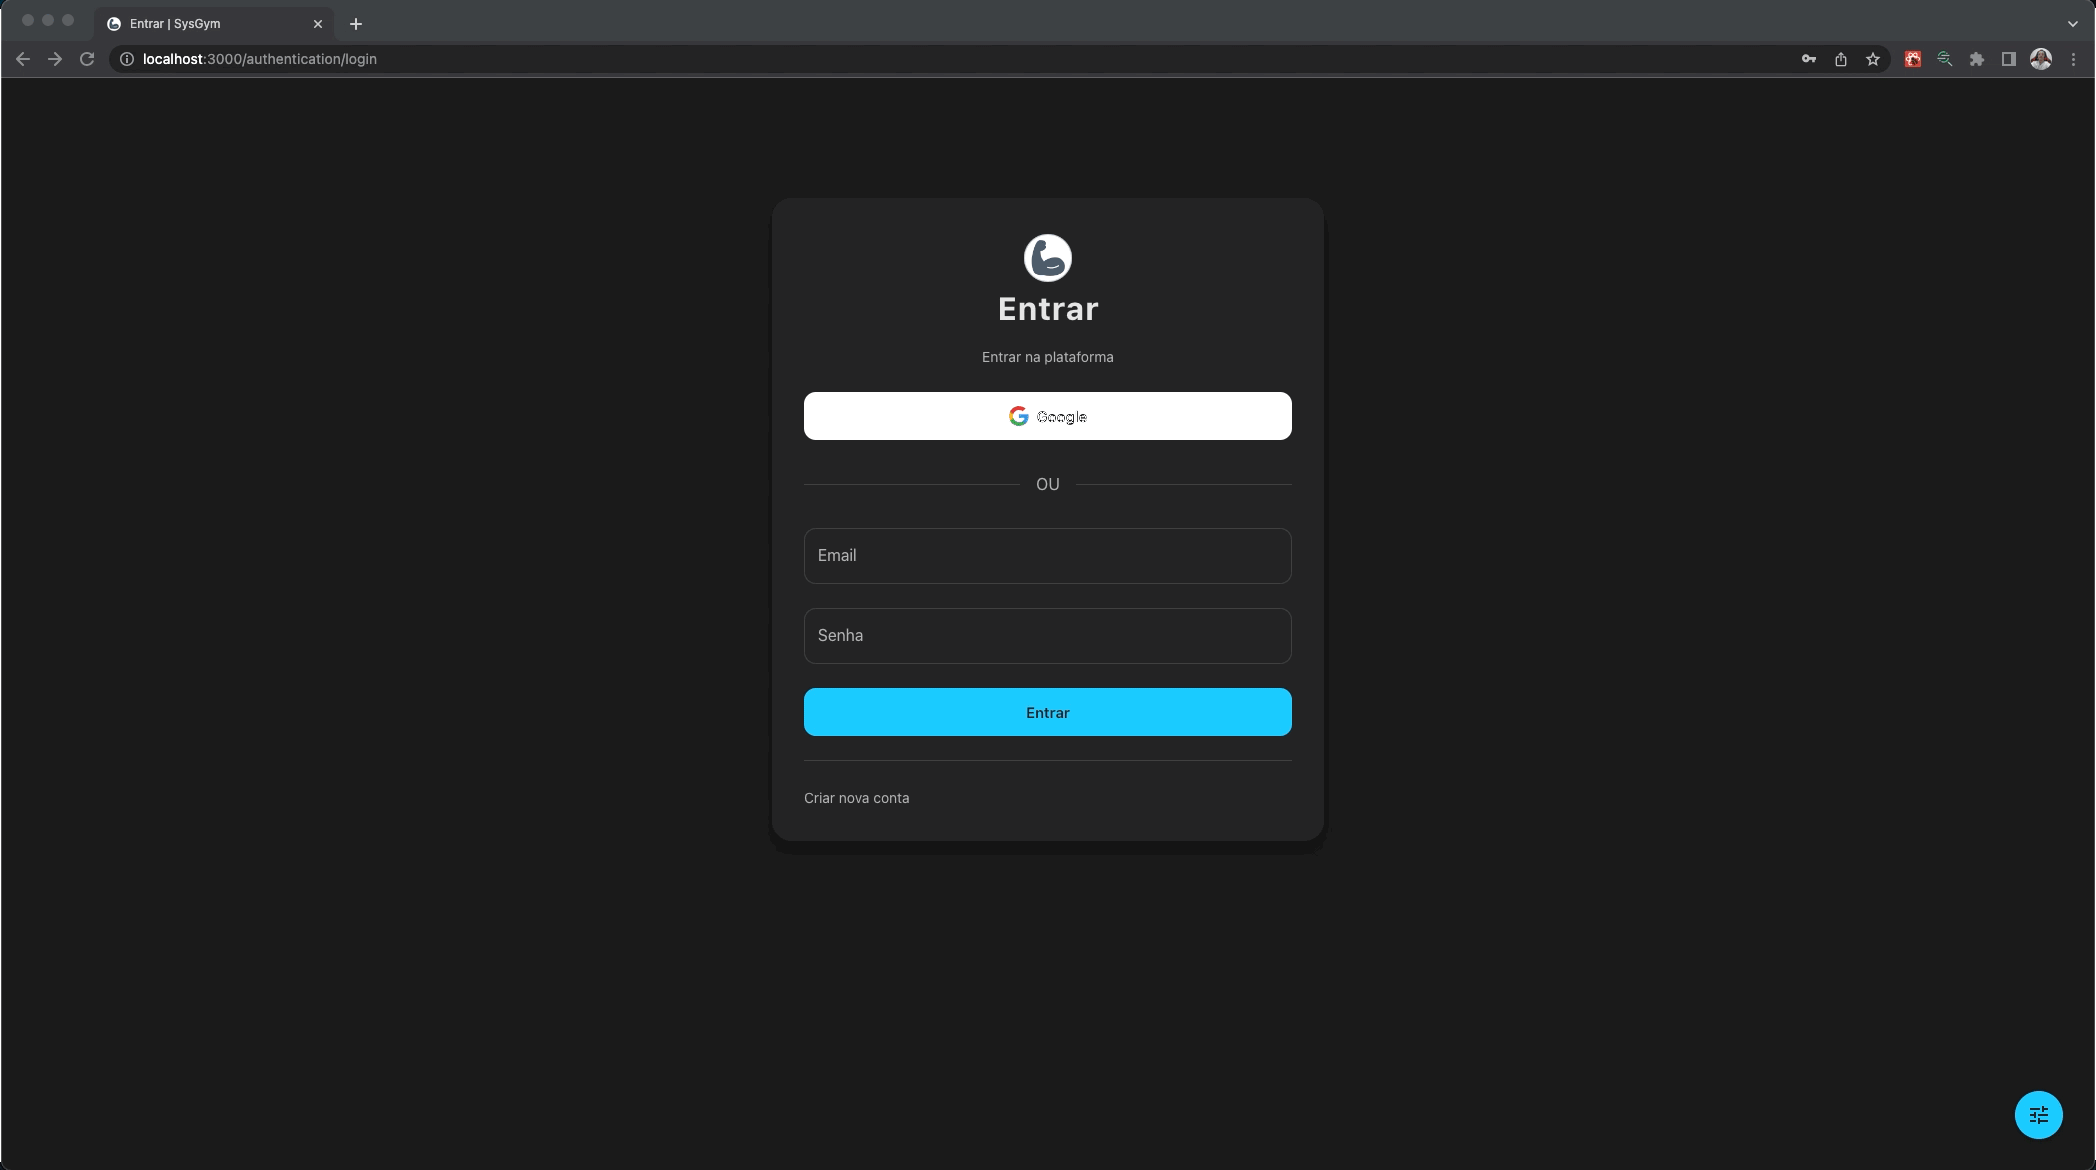 Entrar | SysGym
localhost:3000/authentication/login
Entrar
Entrar na plataforma
Google
OU
Email
Senha
Entrar
Criar nova conta